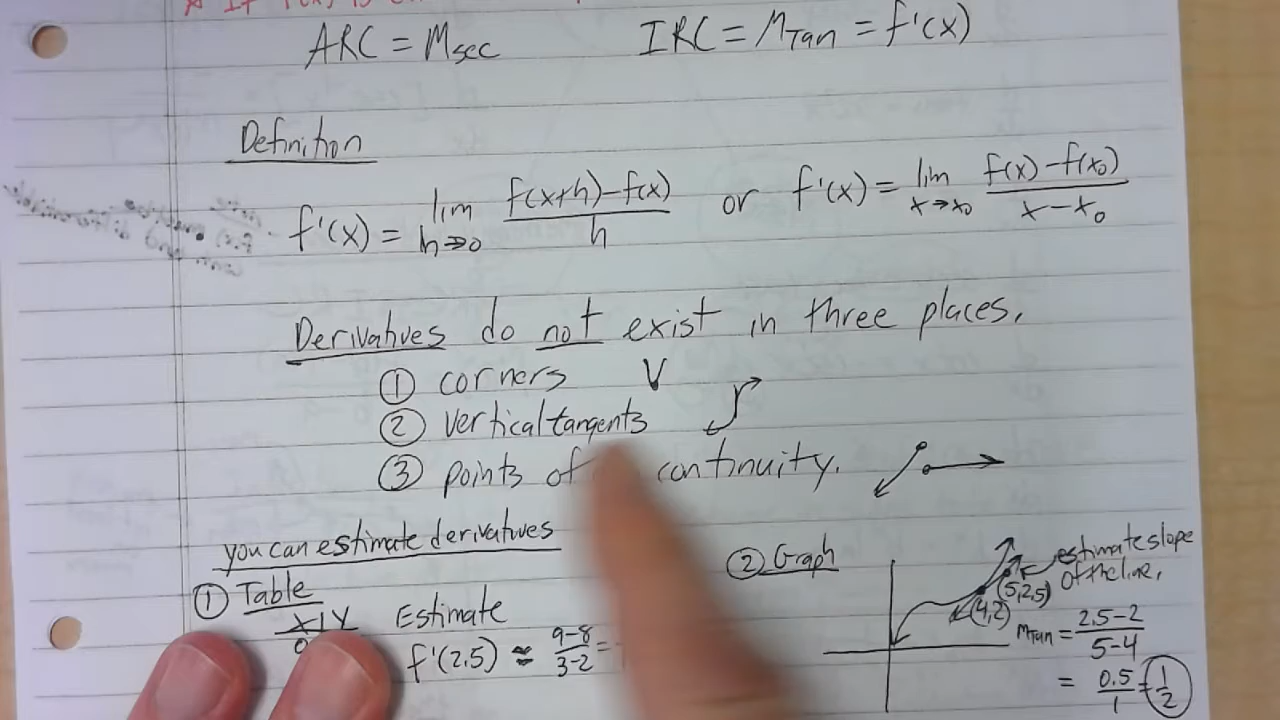 ARC = Msec IRC = MTan = f'(x)
Definition
f'(x) = lim h→0 f(x+h)-f(x) / h or f'(x) = lim x→x₀ f(x)-f(x₀) / x-x₀
Derivatives do not exist in three places.
① corners
② vertical tangents
③ points of continuity.
you can estimate derivatives
① Table
X | Y
Estimate
f'(2.5) ≈ 9-8 / 3-2 =
② Graph
estimate slope
of the line.
(5,2.5)
(4,2)
MTan = 2.5-2 / 5-4
= 0.5 / 1 = 1/2